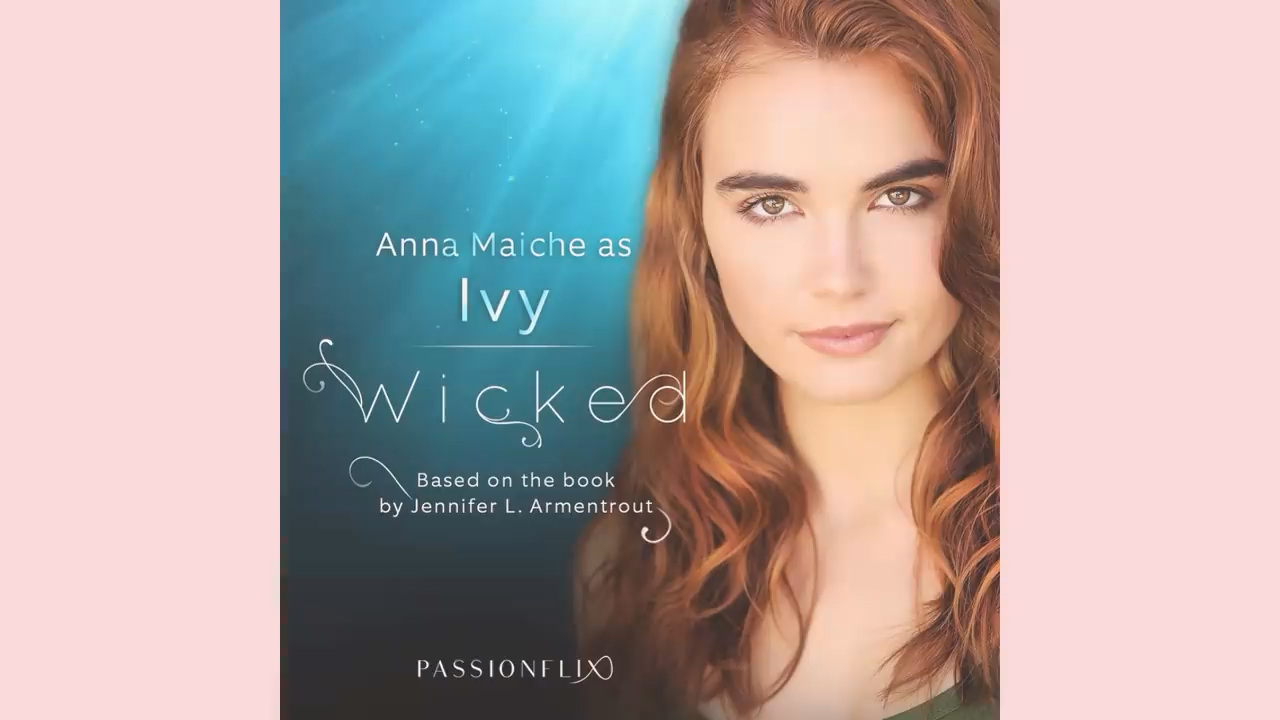 Anna Maiche as
Ivy
Wicked
Based on the book
by Jennifer L. Armentrout
PASSIONFLIX